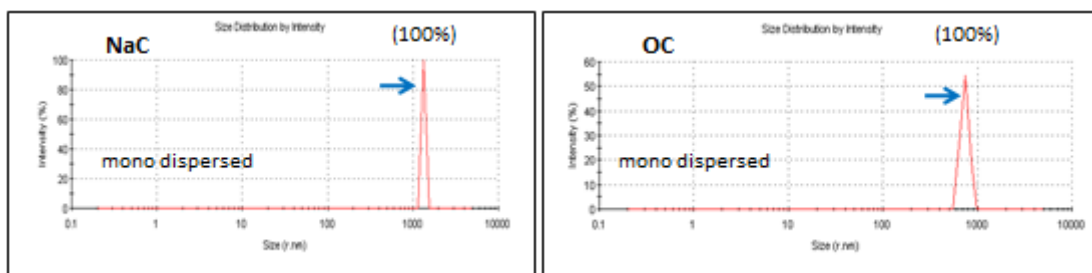 Size Distribution by Intensity
NaC
(100%)
Intensity (%)
100
80
60
40
20
0
mono dispersed
0.1 1 10 100 1000 10000
Size (r.nm)
Size Distribution by Intensity
OC
(100%)
Intensity (%)
60
50
40
30
20
10
0
mono dispersed
0.1 1 10 100 1000 10000
Size (r.nm)